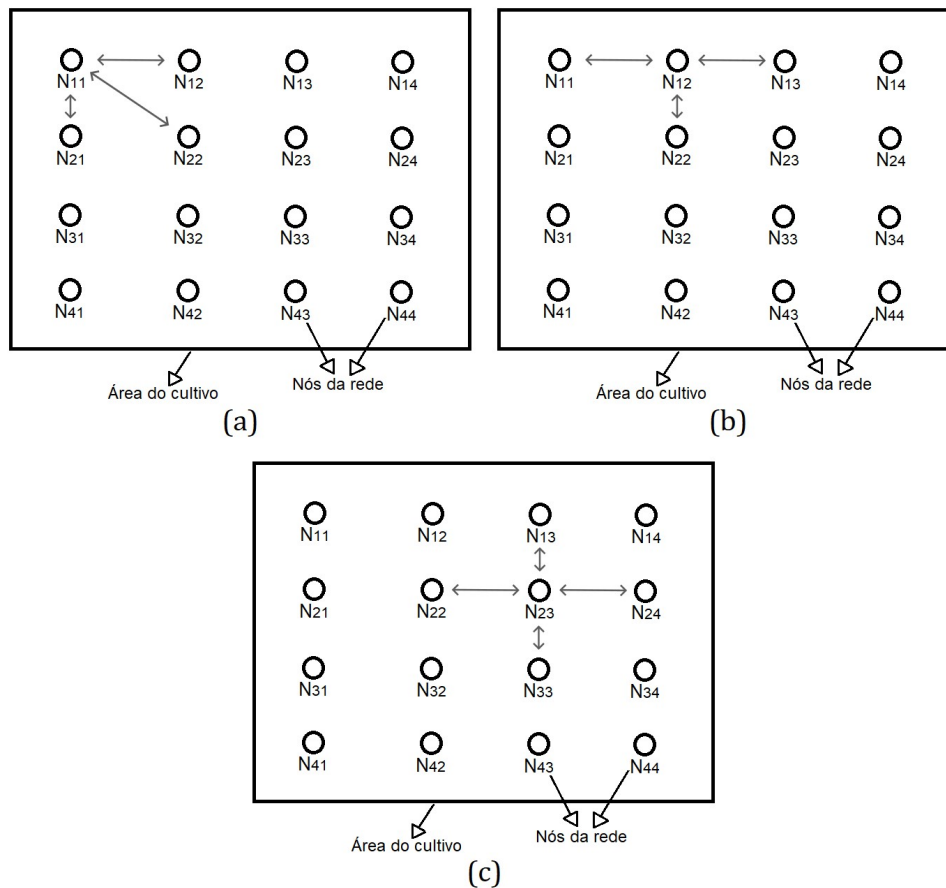 N11 N12 N13 N14
N21 N22 N23 N24
N31 N32 N33 N34
N41 N42 N43 N44
Área do cultivo
Nós da rede
(a)
N11 N12 N13 N14
N21 N22 N23 N24
N31 N32 N33 N34
N41 N42 N43 N44
Área do cultivo
Nós da rede
(b)
N11 N12 N13 N14
N21 N22 N23 N24
N31 N32 N33 N34
N41 N42 N43 N44
Área do cultivo
Nós da rede
(c)